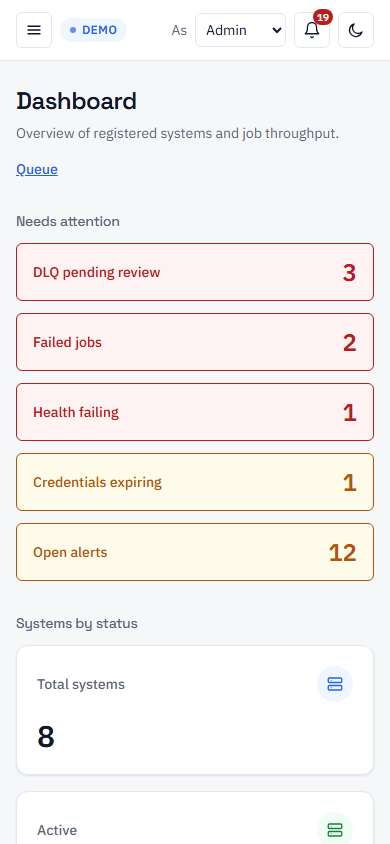 DEMO
As
Admin
19
Dashboard
Overview of registered systems and job throughput.
Queue
Needs attention
DLQ pending review 3
Failed jobs 2
Health failing 1
Credentials expiring 1
Open alerts 12
Systems by status
Total systems
8
Active